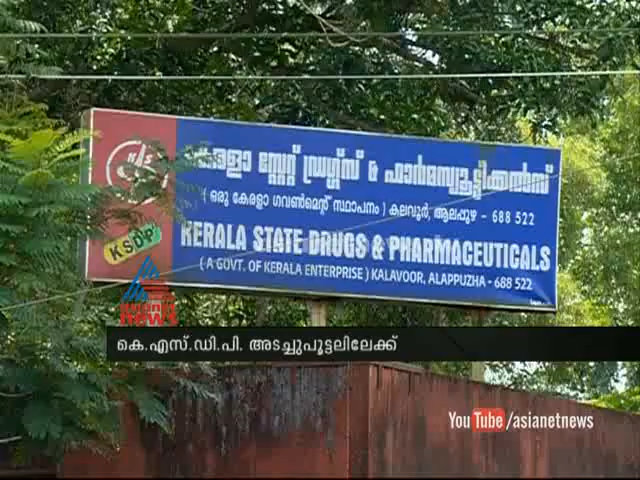 കേരളാ സ്റ്റേറ്റ് ഡ്രഗ്ഗ്സ് & ഫാർമസ്യൂട്ടിക്കൽസ്
( ഒരു കേരളാ ഗവൺമെന്റ് സ്ഥാപനം ) കലവൂർ, ആലപ്പുഴ - 688 522
KSDP
KERALA STATE DRUGS & PHARMACEUTICALS
( A GOVT. OF KERALA ENTERPRISE ) KALAVOOR, ALAPPUZHA - 688 522
asianet
NEWS
കെ.എസ്.ഡി.പി. അടച്ചുപൂട്ടലിലേക്ക്
YouTube /asianetnews